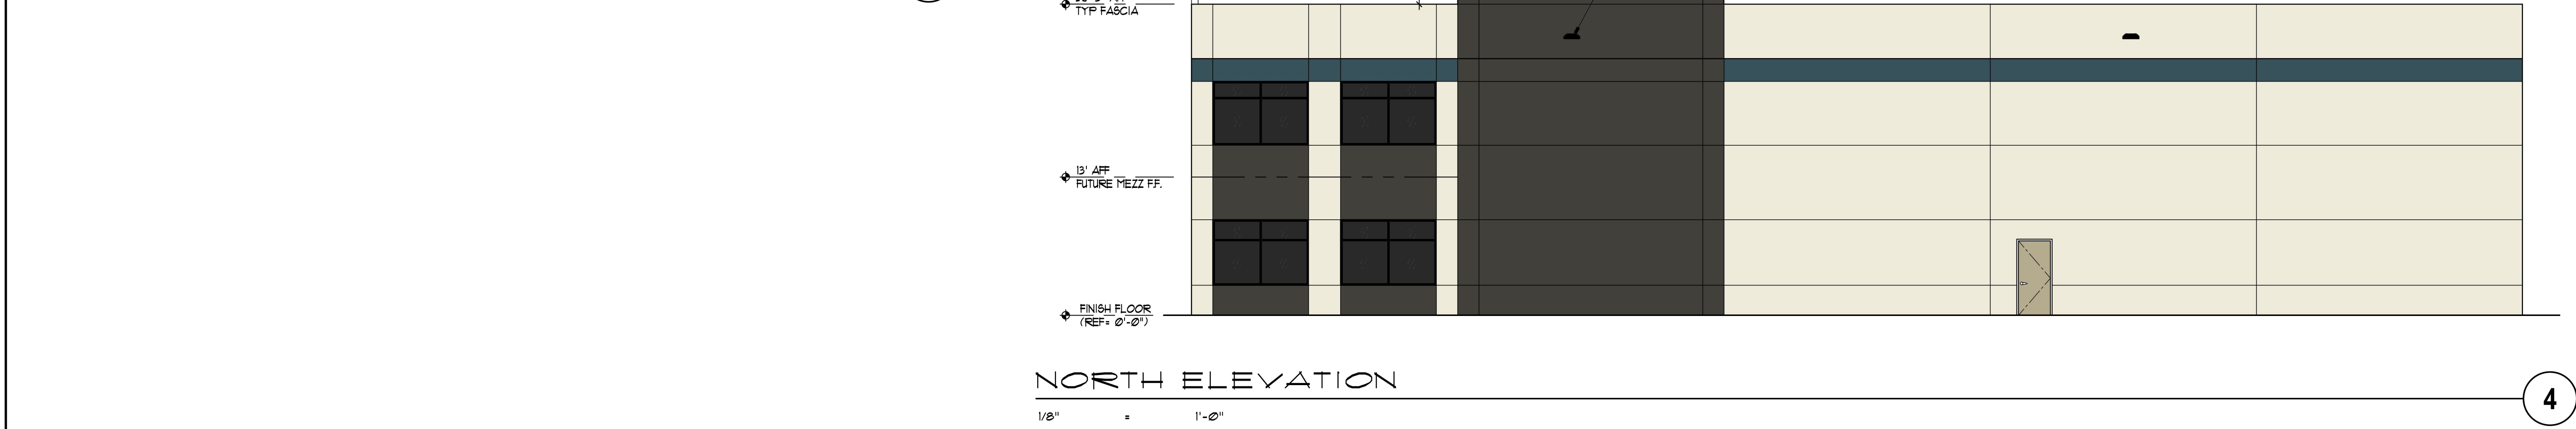 TYP FASCIA
13' AFF
FUTURE MEZZ F.F.
FINISH FLOOR
(REF= 0'-0")
NORTH ELEVATION
4
1/8" = 1'-0"